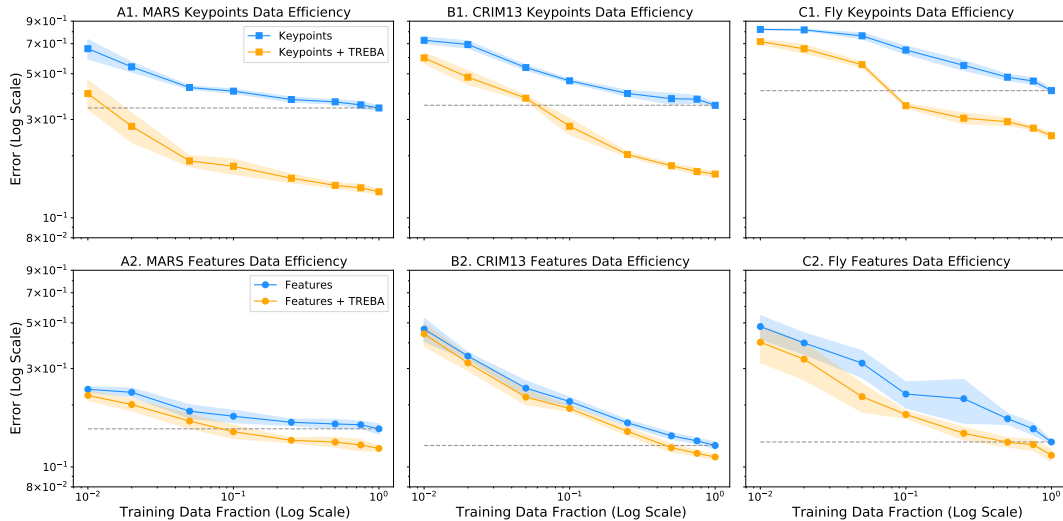 A1. MARS Keypoints Data Efficiency
B1. CRIM13 Keypoints Data Efficiency
C1. Fly Keypoints Data Efficiency
Error (Log Scale)
9×10⁻¹
7×10⁻¹
5×10⁻¹
3×10⁻¹
10⁻¹
8×10⁻²
Keypoints
Keypoints + TREBA
A2. MARS Features Data Efficiency
B2. CRIM13 Features Data Efficiency
C2. Fly Features Data Efficiency
Error (Log Scale)
9×10⁻¹
7×10⁻¹
5×10⁻¹
3×10⁻¹
10⁻¹
8×10⁻²
Features
Features + TREBA
10⁻² 10⁻¹ 10⁰
10⁻² 10⁻¹ 10⁰
10⁻² 10⁻¹ 10⁰
Training Data Fraction (Log Scale)
Training Data Fraction (Log Scale)
Training Data Fraction (Log Scale)